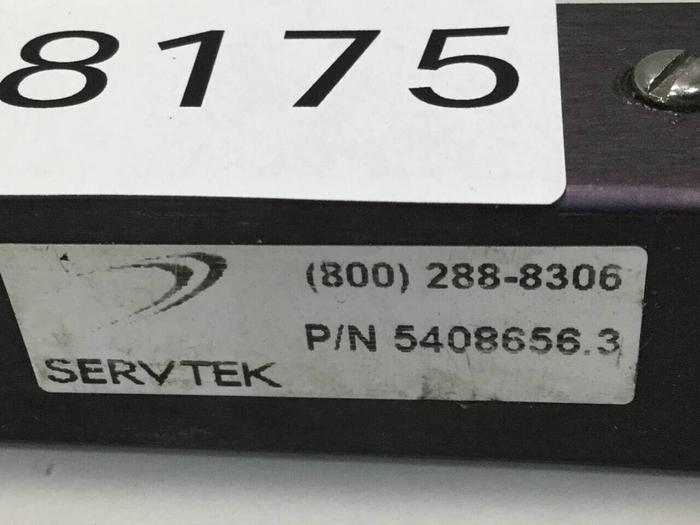 8175
(800) 288-8306
P/N 5408656.3
SERVTEK